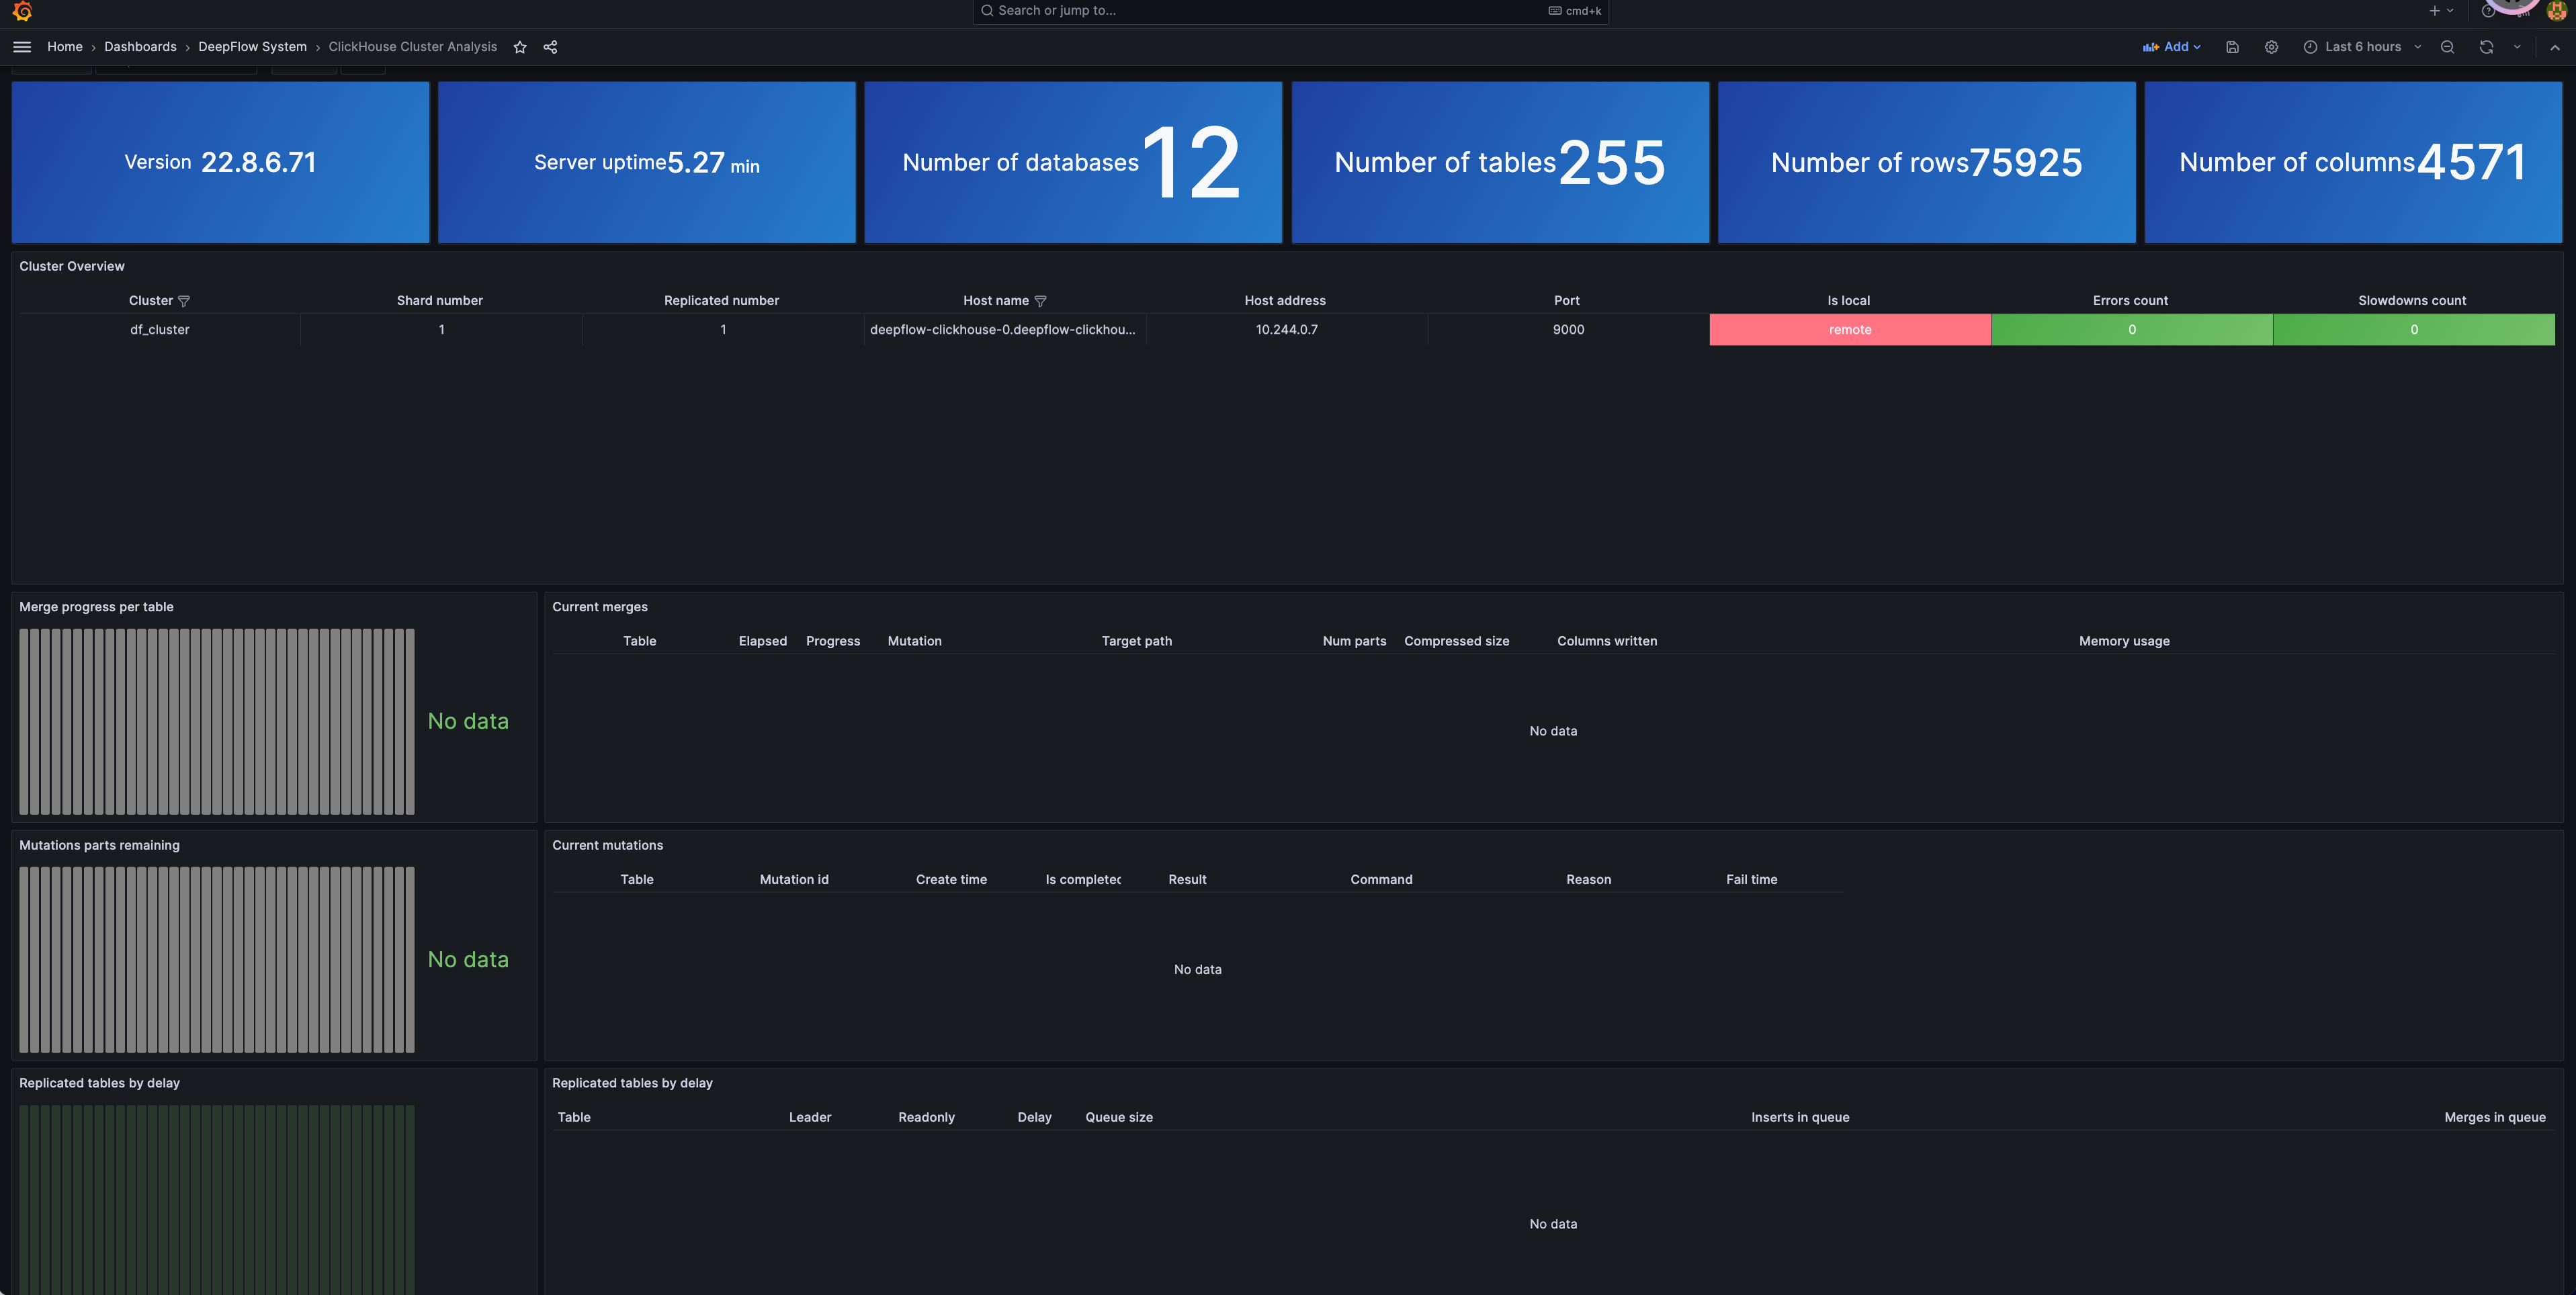 Search or jump to... cmd+k
Home › Dashboards › DeepFlow System › ClickHouse Cluster Analysis Add Last 6 hours
Version 22.8.6.71
Server uptime 5.27 min
Number of databases 12
Number of tables 255
Number of rows 75925
Number of columns 4571
Cluster Overview
Cluster Shard number Replicated number Host name Host address Port Is local Errors count Slowdowns count
df_cluster 1 1 deepflow-clickhouse-0.deepflow-clickhou... 10.244.0.7 9000 remote 0 0
Merge progress per table
No data
Current merges
Table Elapsed Progress Mutation Target path Num parts Compressed size Columns written Memory usage
No data
Mutations parts remaining
No data
Current mutations
Table Mutation id Create time Is completed Result Command Reason Fail time
No data
Replicated tables by delay
Replicated tables by delay
Table Leader Readonly Delay Queue size Inserts in queue Merges in queue
No data